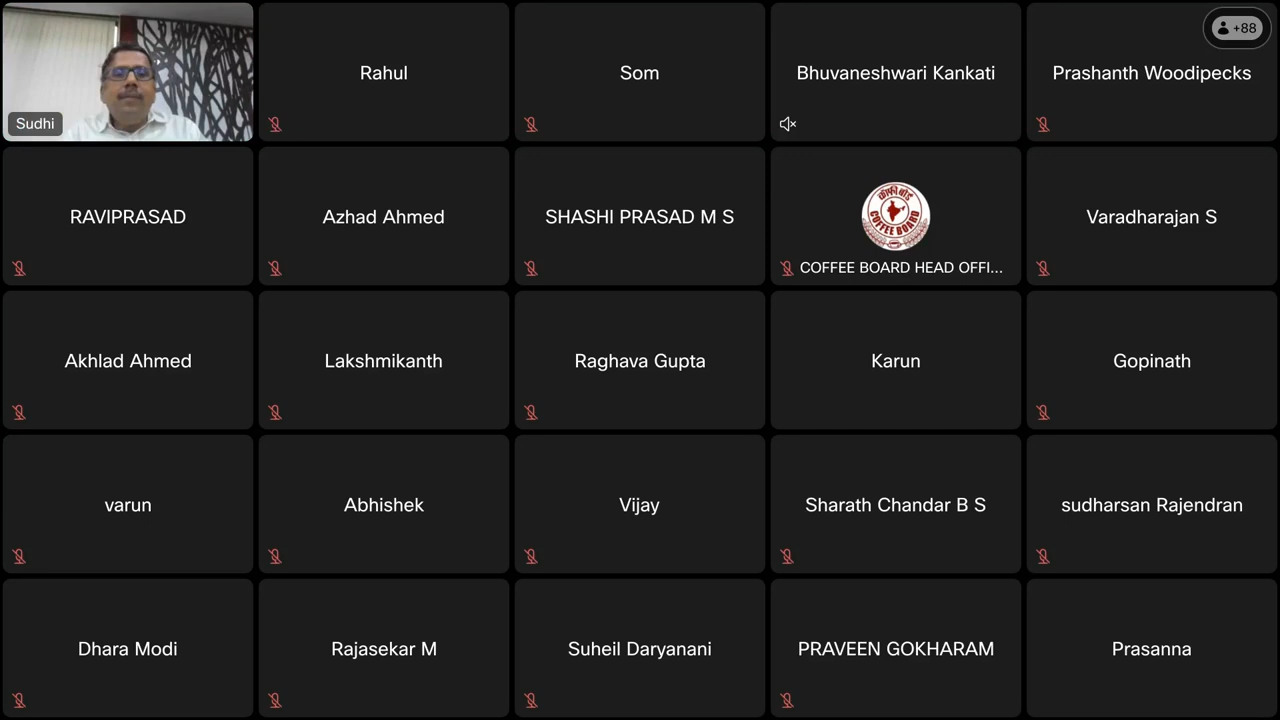 +88
Sudhi
Rahul
Som
Bhuvaneshwari Kankati
Prashanth Woodipecks
RAVIPRASAD
Azhad Ahmed
SHASHI PRASAD M S
कॉफी बोर्ड
COFFEE BOARD
COFFEE BOARD HEAD OFFI...
Varadharajan S
Akhlad Ahmed
Lakshmikanth
Raghava Gupta
Karun
Gopinath
varun
Abhishek
Vijay
Sharath Chandar B S
sudharsan Rajendran
Dhara Modi
Rajasekar M
Suheil Daryanani
PRAVEEN GOKHARAM
Prasanna